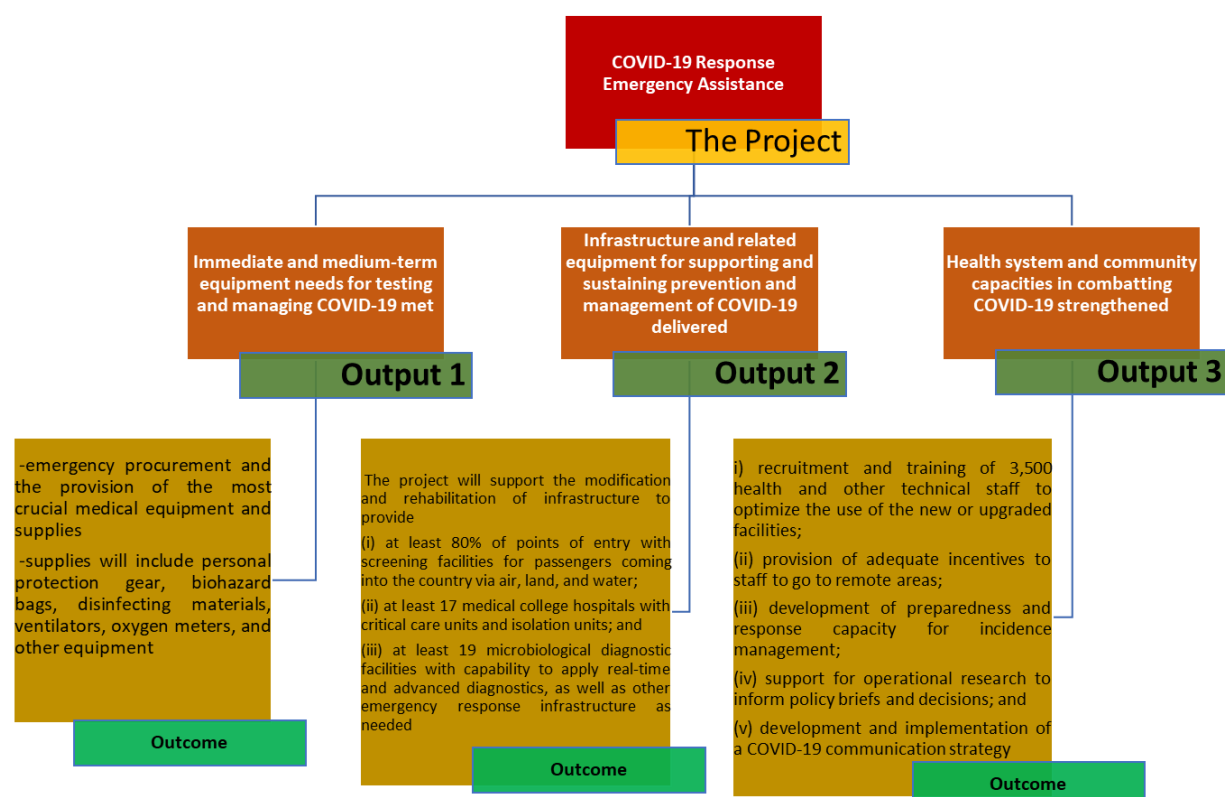 COVID-19 Response
Emergency Assistance
The Project
Immediate and medium-term
equipment needs for testing
and managing COVID-19 met
Output 1
Infrastructure and related
equipment for supporting and
sustaining prevention and
management of COVID-19
delivered
Output 2
Health system and community
capacities in combatting
COVID-19 strengthened
Output 3
-emergency procurement and
the provision of the most
crucial medical equipment and
supplies
-supplies will include personal
protection gear, biohazard
bags, disinfecting materials,
ventilators, oxygen meters, and
other equipment
Outcome
The project will support the modification
and rehabilitation of infrastructure to
provide
(i) at least 80% of points of entry with
screening facilities for passengers coming
into the country via air, land, and water;
(ii) at least 17 medical college hospitals with
critical care units and isolation units; and
(iii) at least 19 microbiological diagnostic
facilities with capability to apply real-time
and advanced diagnostics, as well as other
emergency response infrastructure as
needed
Outcome
i) recruitment and training of 3,500
health and other technical staff to
optimize the use of the new or upgraded
facilities;
(ii) provision of adequate incentives to
staff to go to remote areas;
(iii) development of preparedness and
response capacity for incidence
management;
(iv) support for operational research to
inform policy briefs and decisions; and
(v) development and implementation of
a COVID-19 communication strategy
Outcome